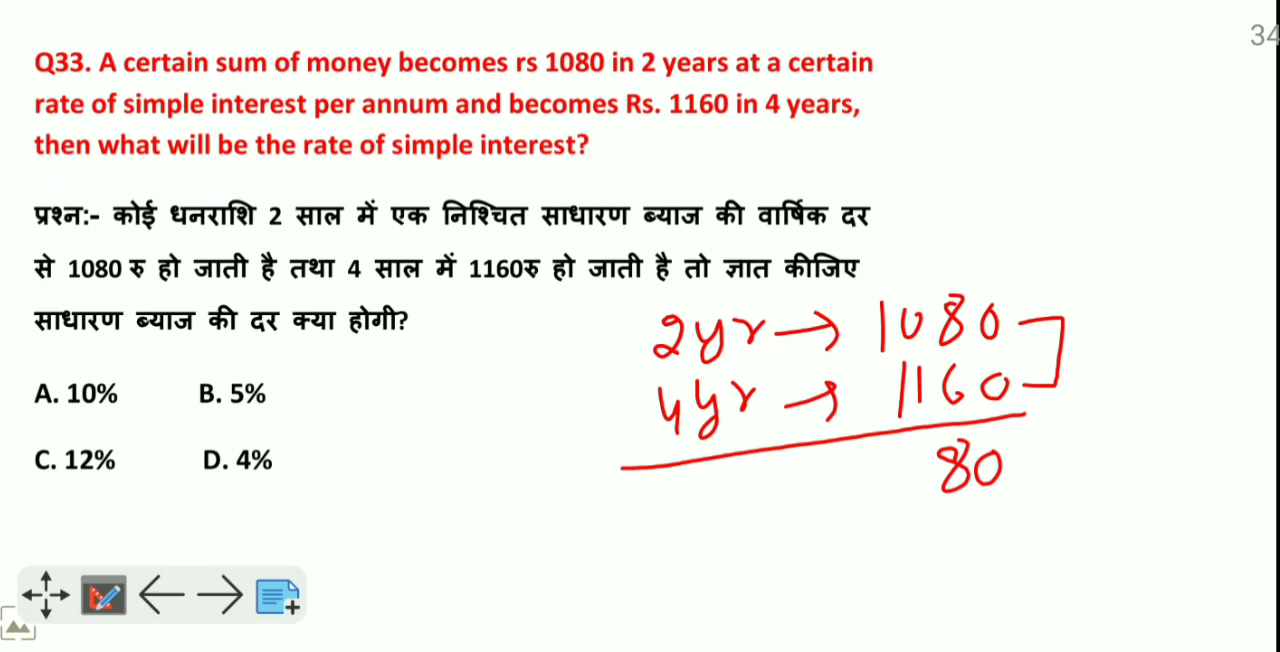 34
Q33. A certain sum of money becomes rs 1080 in 2 years at a certain
rate of simple interest per annum and becomes Rs. 1160 in 4 years,
then what will be the rate of simple interest?
प्रश्न:- कोई धनराशि 2 साल में एक निश्चित साधारण ब्याज की वार्षिक दर
से 1080 रु हो जाती है तथा 4 साल में 1160रु हो जाती है तो ज्ञात कीजिए
साधारण ब्याज की दर क्या होगी?
2yr → 1080
4yr → 1160
80
A. 10% B. 5%
C. 12% D. 4%